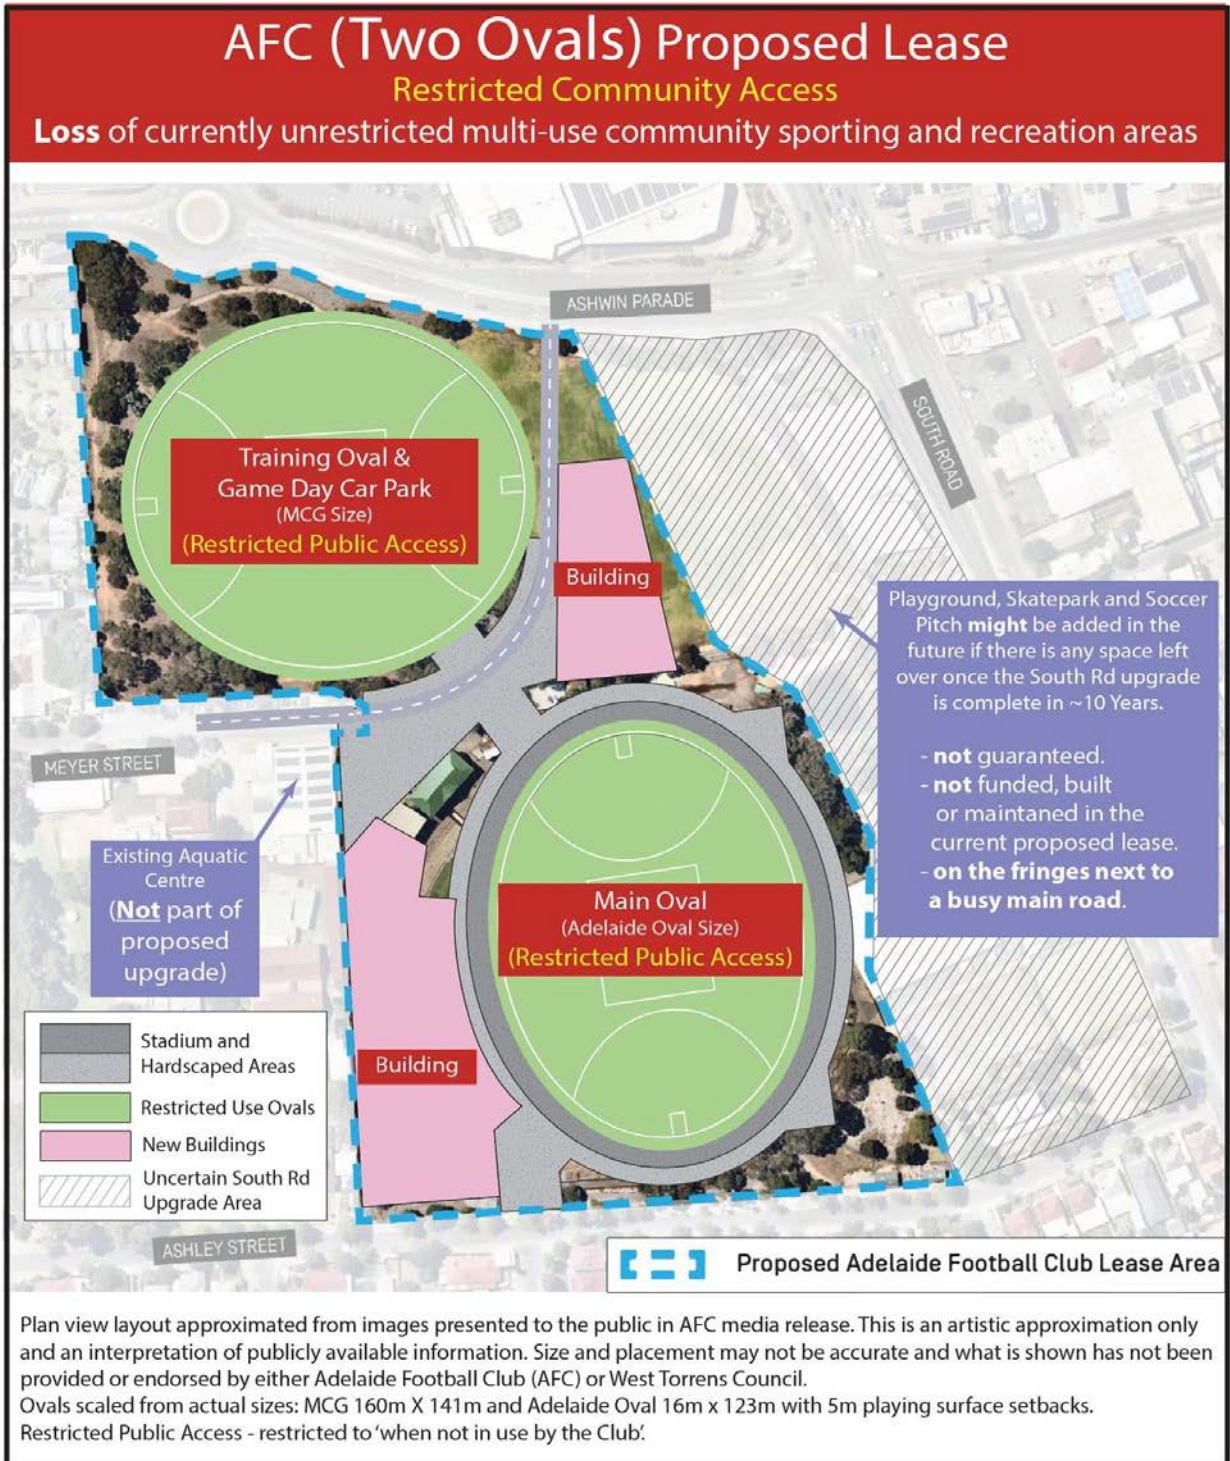 AFC (Two Ovals) Proposed Lease
Restricted Community Access
Loss of currently unrestricted multi-use community sporting and recreation areas
ASHWIN PARADE
SOUTH ROAD
Training Oval &
Game Day Car Park
(MCG Size)
(Restricted Public Access)
Building
Playground, Skatepark and Soccer
Pitch might be added in the
future if there is any space left
over once the South Rd upgrade
is complete in ~10 Years.
- not guaranteed.
- not funded, built
or maintaned in the
current proposed lease.
- on the fringes next to
a busy main road.
MEYER STREET
Existing Aquatic
Centre
(Not part of
proposed
upgrade)
Main Oval
(Adelaide Oval Size)
(Restricted Public Access)
Building
Stadium and
Hardscaped Areas
Restricted Use Ovals
New Buildings
Uncertain South Rd
Upgrade Area
ASHLEY STREET
Proposed Adelaide Football Club Lease Area
Plan view layout approximated from images presented to the public in AFC media release. This is an artistic approximation only
and an interpretation of publicly available information. Size and placement may not be accurate and what is shown has not been
provided or endorsed by either Adelaide Football Club (AFC) or West Torrens Council.
Ovals scaled from actual sizes: MCG 160m X 141m and Adelaide Oval 16m x 123m with 5m playing surface setbacks.
Restricted Public Access - restricted to 'when not in use by the Club'.